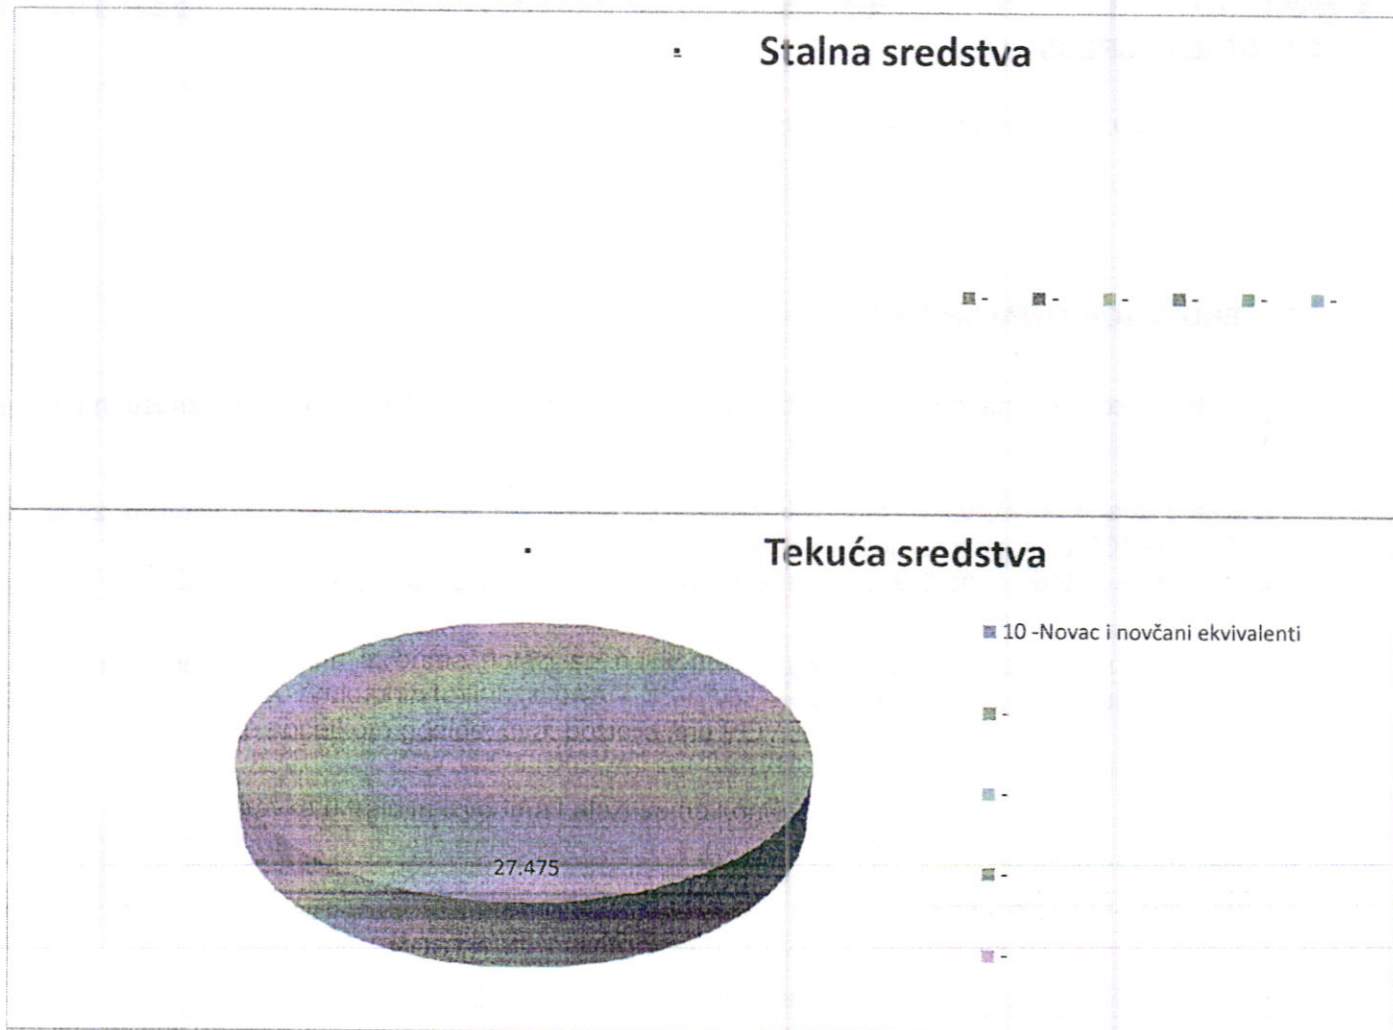 Stalna sredstva
- - - - - -
Tekuća sredstva
10 -Novac i novčani ekvivalenti
-
-
-
-
27.475